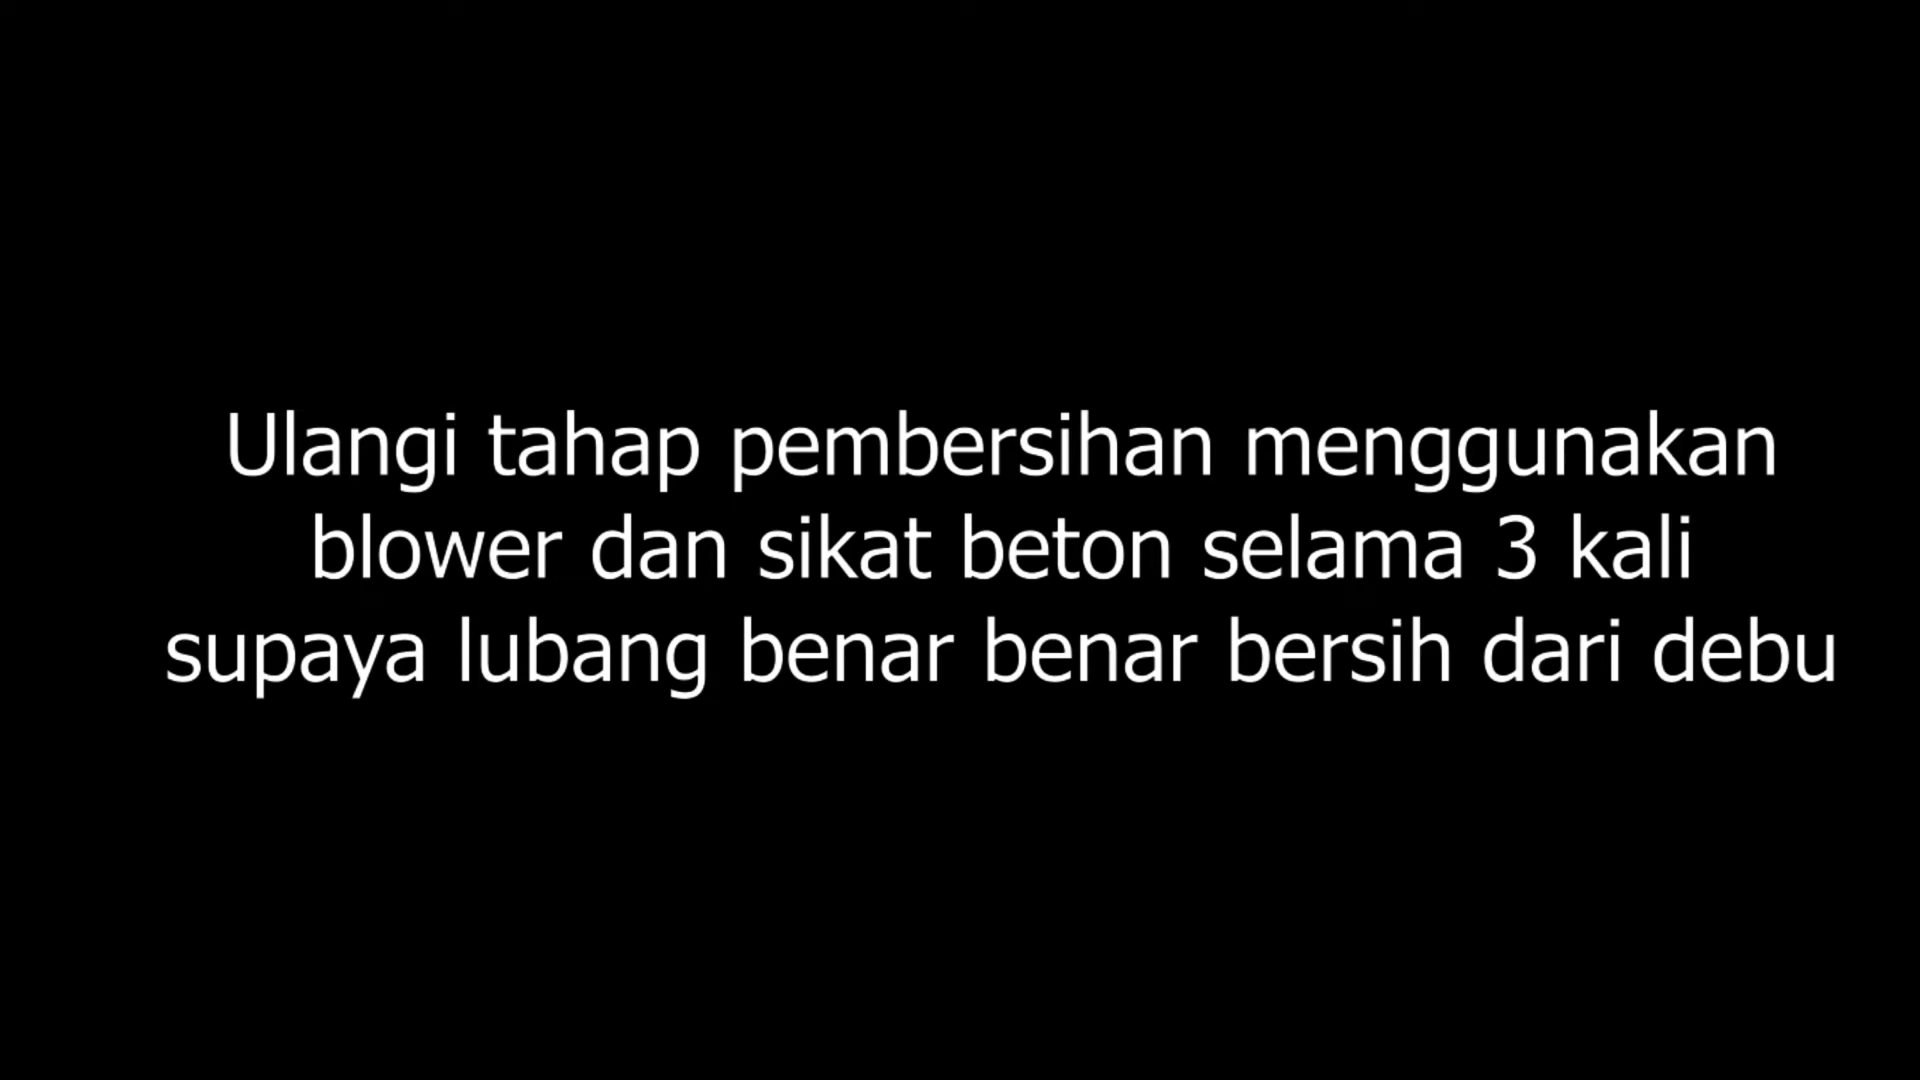 Ulangi tahap pembersihan menggunakan
blower dan sikat beton selama 3 kali
supaya lubang benar benar bersih dari debu